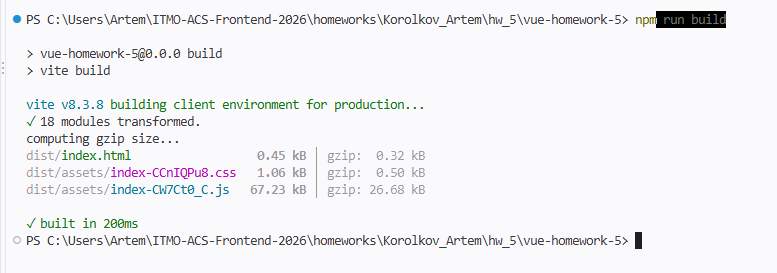 PS C:\Users\Artem\ITMO-ACS-Frontend-2026\homeworks\Korolkov_Artem\hw_5\vue-homework-5> npm run build
> vue-homework-5@0.0.0 build
> vite build
vite v8.3.8 building client environment for production...
✓ 18 modules transformed.
computing gzip size...
dist/index.html 0.45 kB │ gzip: 0.32 kB
dist/assets/index-CCnIQPu8.css 1.06 kB │ gzip: 0.50 kB
dist/assets/index-CW7Ct0_C.js 67.23 kB │ gzip: 26.68 kB
✓ built in 200ms
PS C:\Users\Artem\ITMO-ACS-Frontend-2026\homeworks\Korolkov_Artem\hw_5\vue-homework-5>